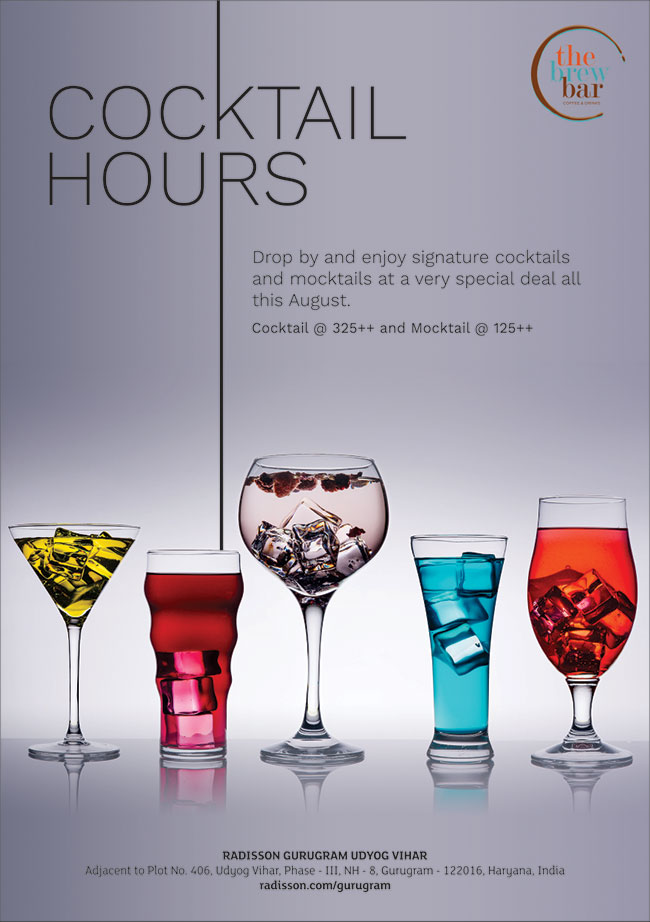 the
brew
bar
COFFEE & DRINKS
COCKTAIL
HOURS
Drop by and enjoy signature cocktails
and mocktails at a very special deal all
this August.
Cocktail @ 325++ and Mocktail @ 125++
RADISSON GURUGRAM UDYOG VIHAR
Adjacent to Plot No. 406, Udyog Vihar, Phase - III, NH - 8, Gurugram - 122016, Haryana, India
radisson.com/gurugram